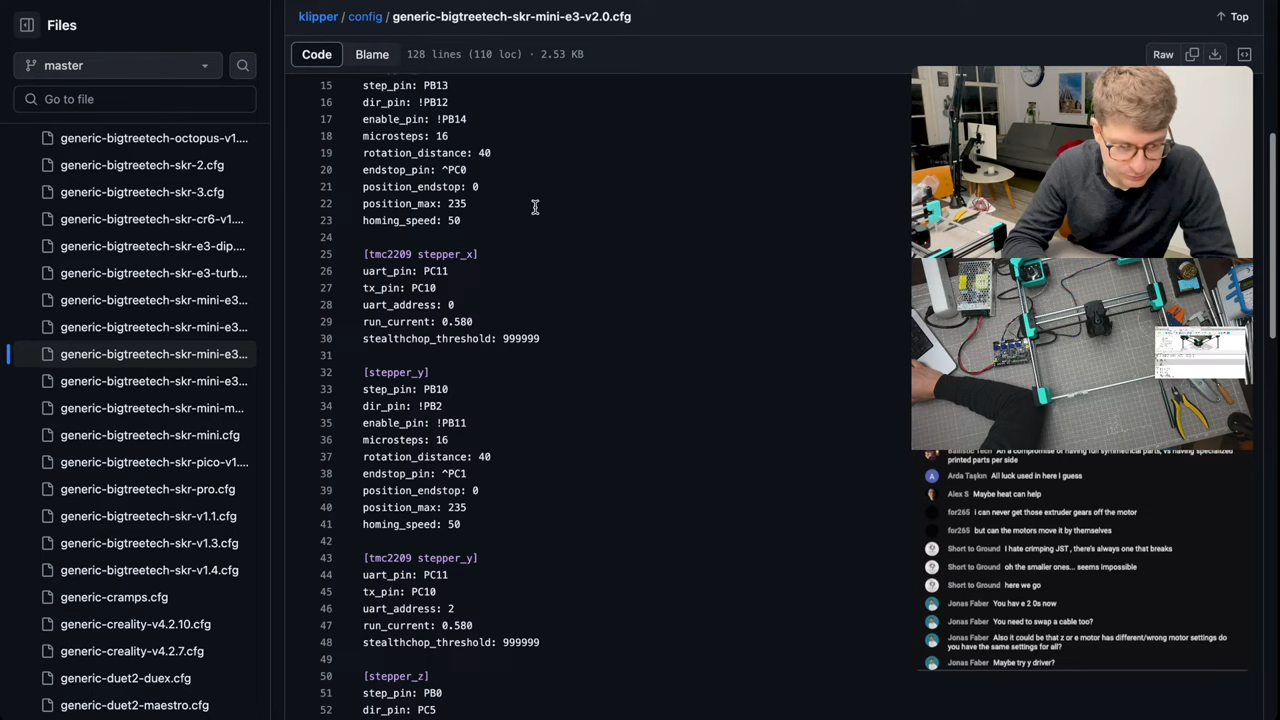 Files
master
Go to file
generic-bigtreetech-octopus-v1....
generic-bigtreetech-skr-2.cfg
generic-bigtreetech-skr-3.cfg
generic-bigtreetech-skr-cr6-v1....
generic-bigtreetech-skr-e3-dip....
generic-bigtreetech-skr-e3-turb...
generic-bigtreetech-skr-mini-e3...
generic-bigtreetech-skr-mini-e3...
generic-bigtreetech-skr-mini-e3...
generic-bigtreetech-skr-mini-e3...
generic-bigtreetech-skr-mini-m...
generic-bigtreetech-skr-mini.cfg
generic-bigtreetech-skr-pico-v1....
generic-bigtreetech-skr-pro.cfg
generic-bigtreetech-skr-v1.1.cfg
generic-bigtreetech-skr-v1.3.cfg
generic-bigtreetech-skr-v1.4.cfg
generic-cramps.cfg
generic-creality-v4.2.10.cfg
generic-creality-v4.2.7.cfg
generic-duet2-duex.cfg
generic-duet2-maestro.cfg
klipper / config / generic-bigtreetech-skr-mini-e3-v2.0.cfg
Top
Code Blame 128 lines (110 loc) · 2.53 KB
Raw
15 step_pin: PB13
16 dir_pin: !PB12
17 enable_pin: !PB14
18 microsteps: 16
19 rotation_distance: 40
20 endstop_pin: ^PC0
21 position_endstop: 0
22 position_max: 235
23 homing_speed: 50
24
25 [tmc2209 stepper_x]
26 uart_pin: PC11
27 tx_pin: PC10
28 uart_address: 0
29 run_current: 0.580
30 stealthchop_threshold: 999999
31
32 [stepper_y]
33 step_pin: PB10
34 dir_pin: !PB2
35 enable_pin: !PB11
36 microsteps: 16
37 rotation_distance: 40
38 endstop_pin: ^PC1
39 position_endstop: 0
40 position_max: 235
41 homing_speed: 50
42
43 [tmc2209 stepper_y]
44 uart_pin: PC11
45 tx_pin: PC10
46 uart_address: 2
47 run_current: 0.580
48 stealthchop_threshold: 999999
49
50 [stepper_z]
51 step_pin: PB0
52 dir_pin: PC5
Ballistic Tech An a compromise of having full symmetrical parts, vs having specialized
printed parts per side
Arda Taşkın All luck used in here I guess
Alex S Maybe heat can help
for265 i can never get those extruder gears off the motor
for265 but can the motors move it by themselves
Short to Ground I hate crimping JST , there's always one that breaks
Short to Ground oh the smaller ones... seems impossible
Short to Ground here we go
Jonas Faber You hav e 2 0s now
Jonas Faber You need to swap a cable too?
Jonas Faber Also it could be that z or e motor has different/wrong motor settings do
you have the same settings for all?
Jonas Faber Maybe try y driver?